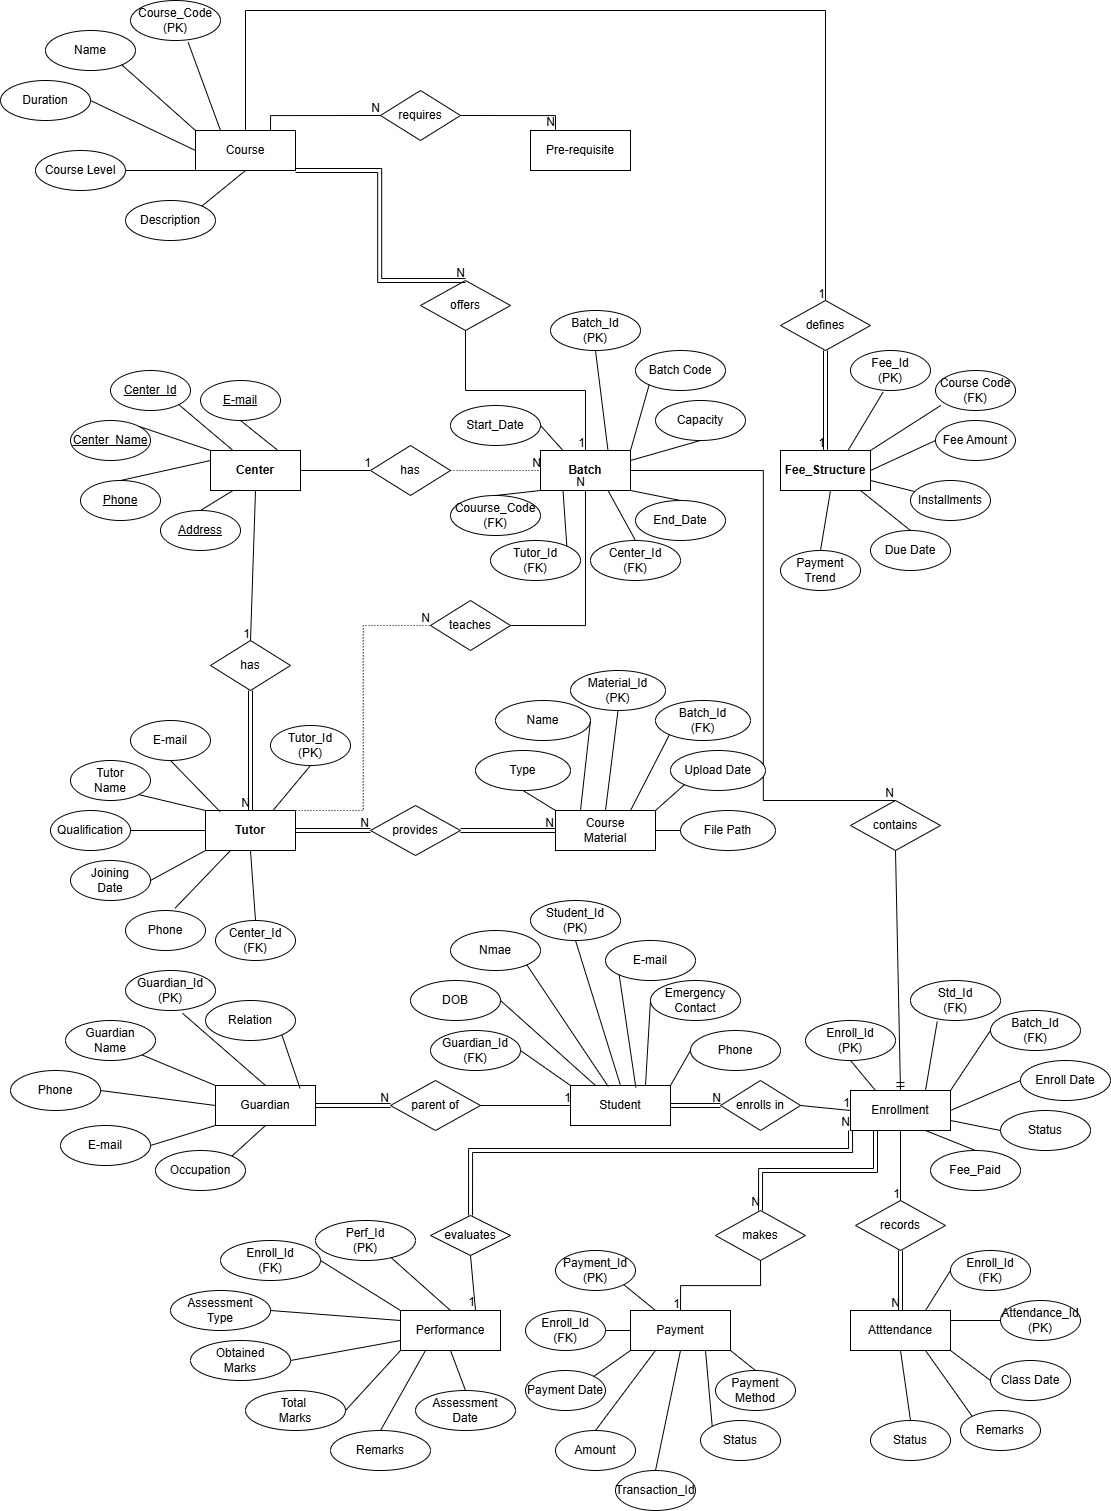 Course_Code
(PK)
Name
Duration
Course Level
Description
Course
N
requires
N
Pre-requisite
N
offers
1
defines
Batch_Id
(PK)
Batch Code
Capacity
Start_Date
1
N
Batch
N
Couurse_Code
(FK)
Tutor_Id
(FK)
Center_Id
(FK)
End_Date
Fee_Id
(PK)
Course Code
(FK)
Fee Amount
Installments
Due Date
Payment
Trend
1
Fee_Structure
Center_Id
E-mail
Center_Name
Phone
Address
Center
1
has
1
has
N
teaches
N
Tutor
E-mail
Tutor_Id
(PK)
Tutor
Name
Qualification
Joining
Date
Phone
Center_Id
(FK)
N
provides
N
Course
Material
Material_Id
(PK)
Name
Batch_Id
(FK)
Type
Upload Date
File Path
N
contains
Student_Id
(PK)
Nmae
E-mail
DOB
Emergency
Contact
Guardian_Id
(FK)
Phone
Student
Guardian_Id
(PK)
Relation
Guardian
Name
Phone
E-mail
Occupation
Guardian
N
parent of
1
N
enrolls in
1
Std_Id
(FK)
Enroll_Id
(PK)
Batch_Id
(FK)
Enroll Date
Status
Fee_Paid
Enrollment
N
evaluates
1
N
makes
1
1
records
N
Perf_Id
(PK)
Enroll_Id
(FK)
Assessment
Type
Obtained
Marks
Total
Marks
Remarks
Assessment
Date
Performance
Payment_Id
(PK)
Enroll_Id
(FK)
Payment Date
Amount
Transaction_Id
Status
Payment
Method
Payment
Enroll_Id
(FK)
Attendance_Id
(PK)
Class Date
Remarks
Status
Atttendance